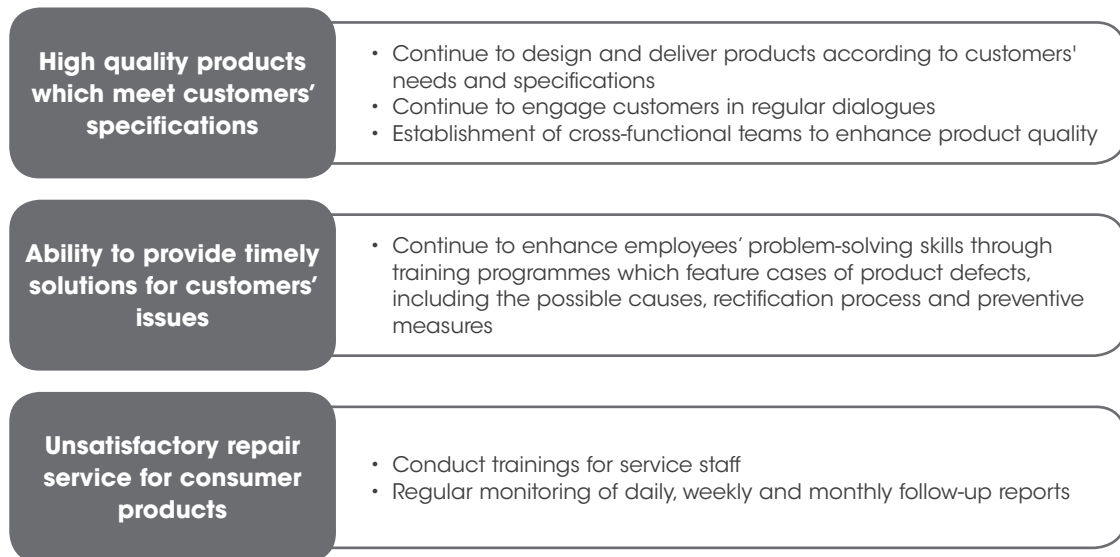 High quality products
which meet customers’
specifications
• Continue to design and deliver products according to customers'
needs and specifications
• Continue to engage customers in regular dialogues
• Establishment of cross-functional teams to enhance product quality
Ability to provide timely
solutions for customers’
issues
• Continue to enhance employees’ problem-solving skills through
training programmes which feature cases of product defects,
including the possible causes, rectification process and preventive
measures
Unsatisfactory repair
service for consumer
products
• Conduct trainings for service staff
• Regular monitoring of daily, weekly and monthly follow-up reports